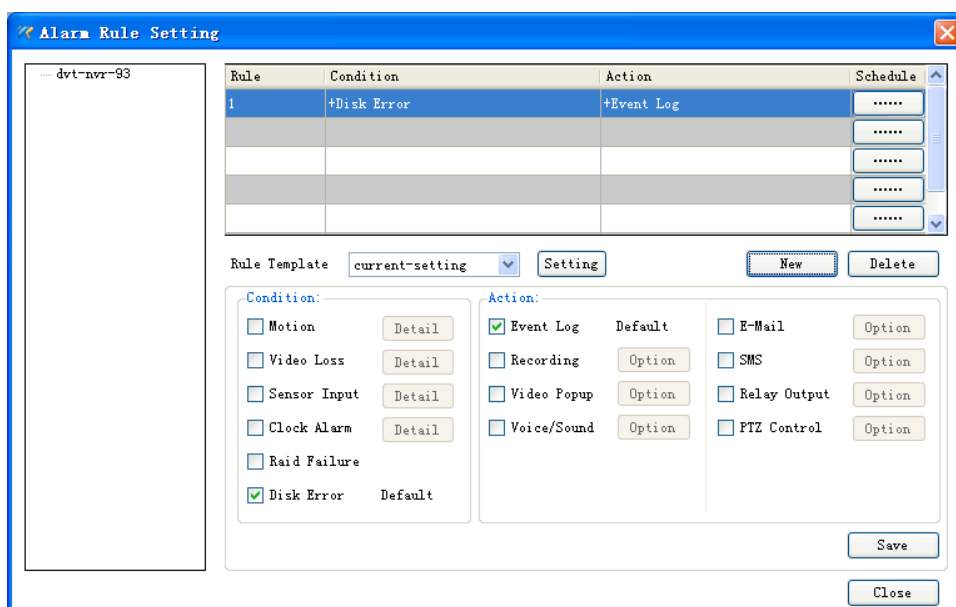 Alarm Rule Setting
dvt-nvr-93
Rule Condition Action Schedule
1 +Disk Error +Event Log ......
......
......
......
......
Rule Template current-setting Setting New Delete
Condition: Action:
Motion Detail Event Log Default E-Mail Option
Video Loss Detail Recording Option SMS Option
Sensor Input Detail Video Popup Option Relay Output Option
Clock Alarm Detail Voice/Sound Option PTZ Control Option
Raid Failure
Disk Error Default
Save
Close